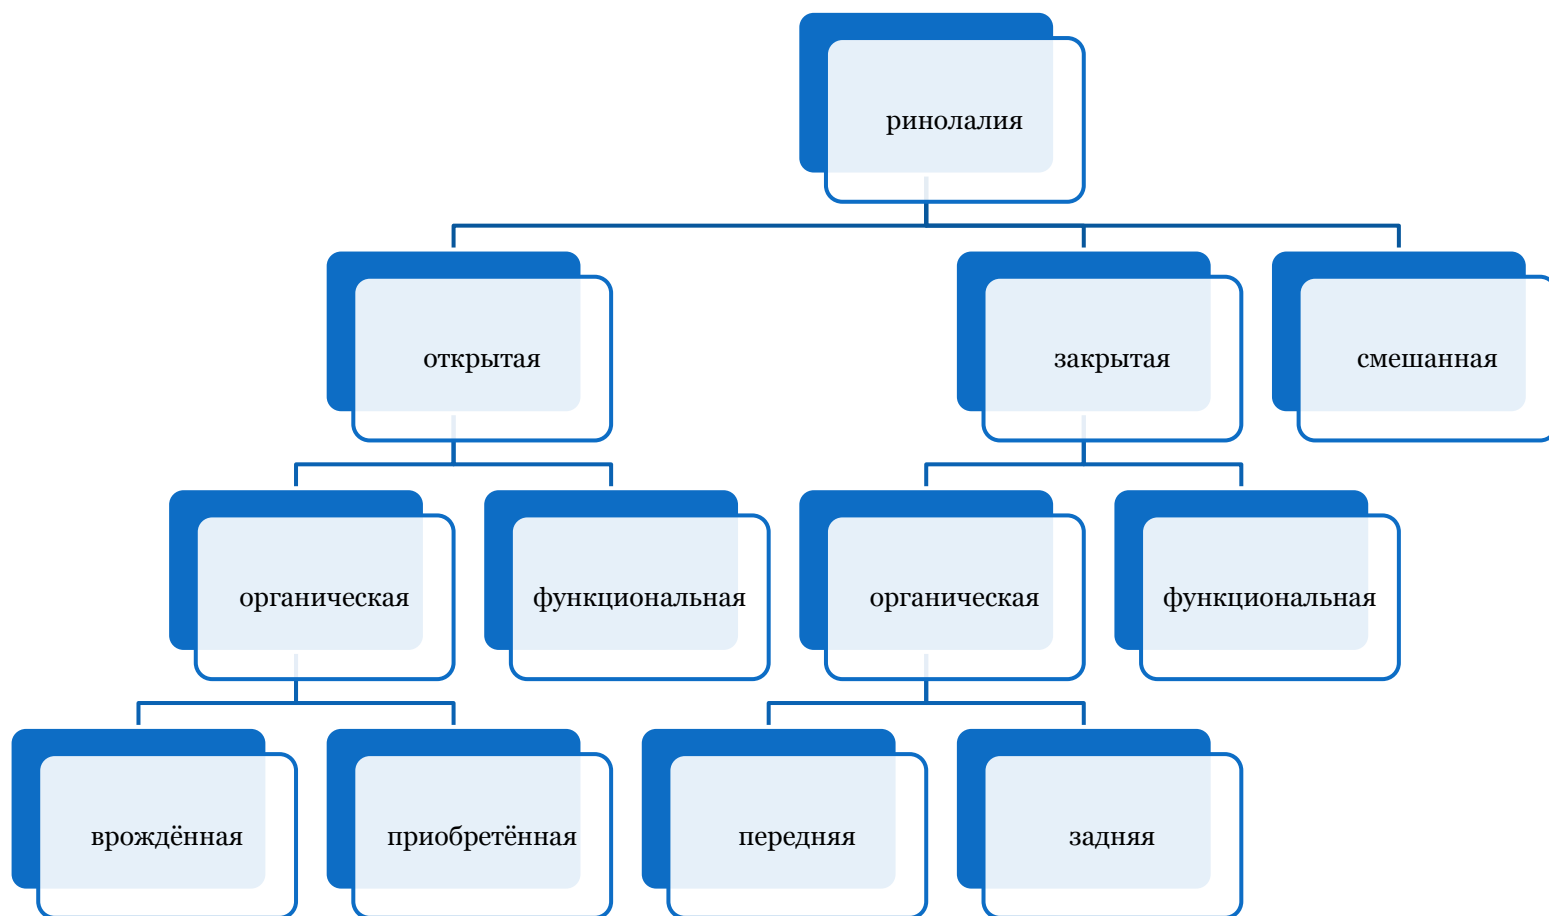 ринолалия
открытая
закрытая
смешанная
органическая
функциональная
органическая
функциональная
врождённая
приобретённая
передняя
задняя